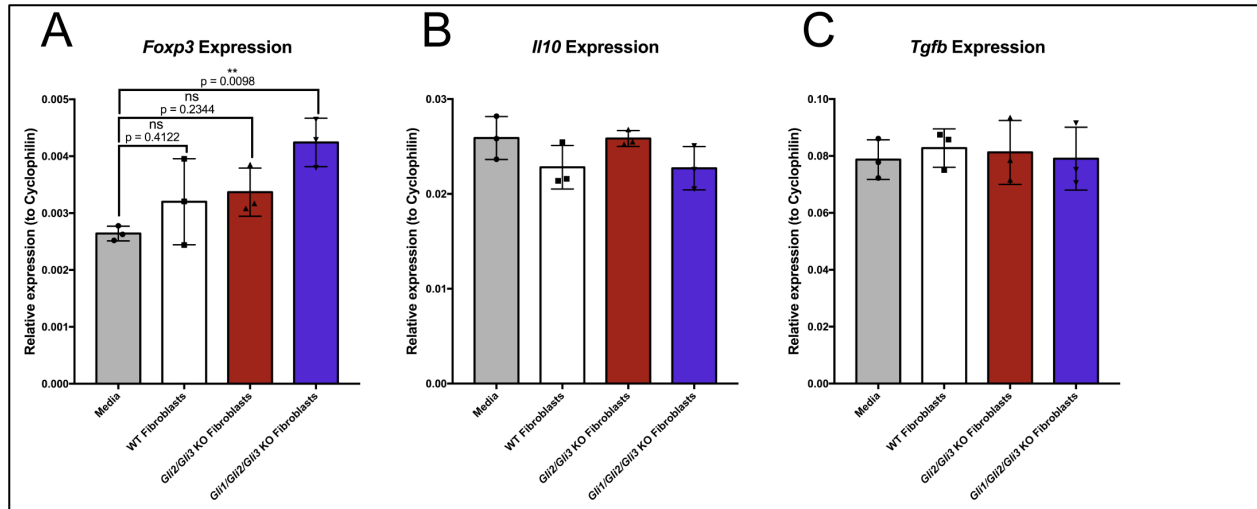 A
Foxp3 Expression
**
p = 0.0098
ns
p = 0.2344
ns
p = 0.4122
Relative expression (to Cyclophilin)
0.005
0.004
0.003
0.002
0.001
0.000
Media
WT Fibroblasts
Gli2/Gli3 KO Fibroblasts
Gli1/Gli2/Gli3 KO Fibroblasts
B
Il10 Expression
Relative expression (to Cyclophilin)
0.03
0.02
0.01
0.00
Media
WT Fibroblasts
Gli2/Gli3 KO Fibroblasts
Gli1/Gli2/Gli3 KO Fibroblasts
C
Tgfb Expression
Relative expression (to Cyclophilin)
0.10
0.08
0.06
0.04
0.02
0.00
Media
WT Fibroblasts
Gli2/Gli3 KO Fibroblasts
Gli1/Gli2/Gli3 KO Fibroblasts